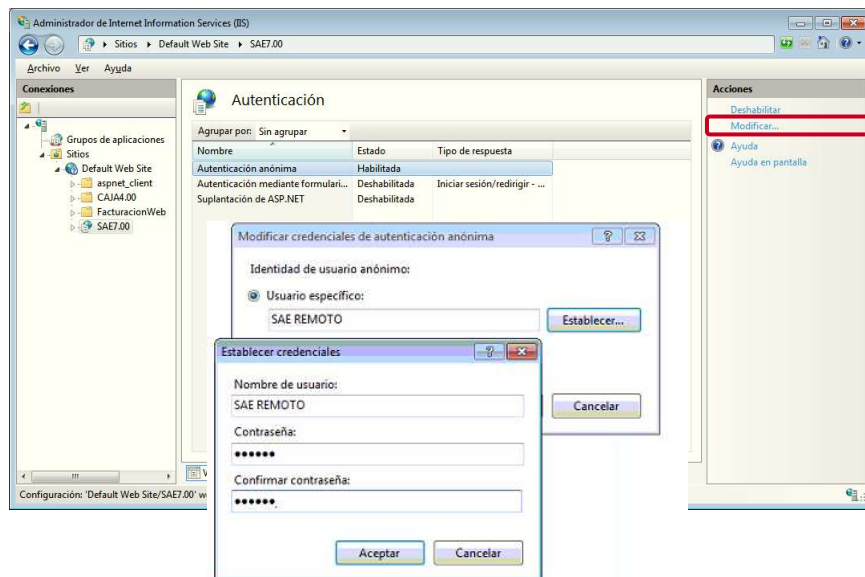 Administrador de Internet Information Services (IIS)
Sitios Default Web Site SAE7.00
Archivo Ver Ayuda
Conexiones
Grupos de aplicaciones
Sitios
Default Web Site
aspnet_client
CAJA4.00
FacturacionWeb
SAE7.00
Autenticación
Agrupar por: Sin agrupar
Nombre Estado Tipo de respuesta
Autenticación anónima Habilitada
Autenticación mediante formulari... Deshabilitada Iniciar sesión/redirigir - ...
Suplantación de ASP.NET Deshabilitada
Acciones
Deshabilitar
Modificar...
Ayuda
Ayuda en pantalla
Modificar credenciales de autenticación anónima
Identidad de usuario anónimo:
Usuario específico:
SAE REMOTO
Establecer...
Cancelar
Establecer credenciales
Nombre de usuario:
SAE REMOTO
Contraseña:
••••••
Confirmar contraseña:
••••••
Aceptar Cancelar
Configuración: 'Default Web Site/SAE7.00' w